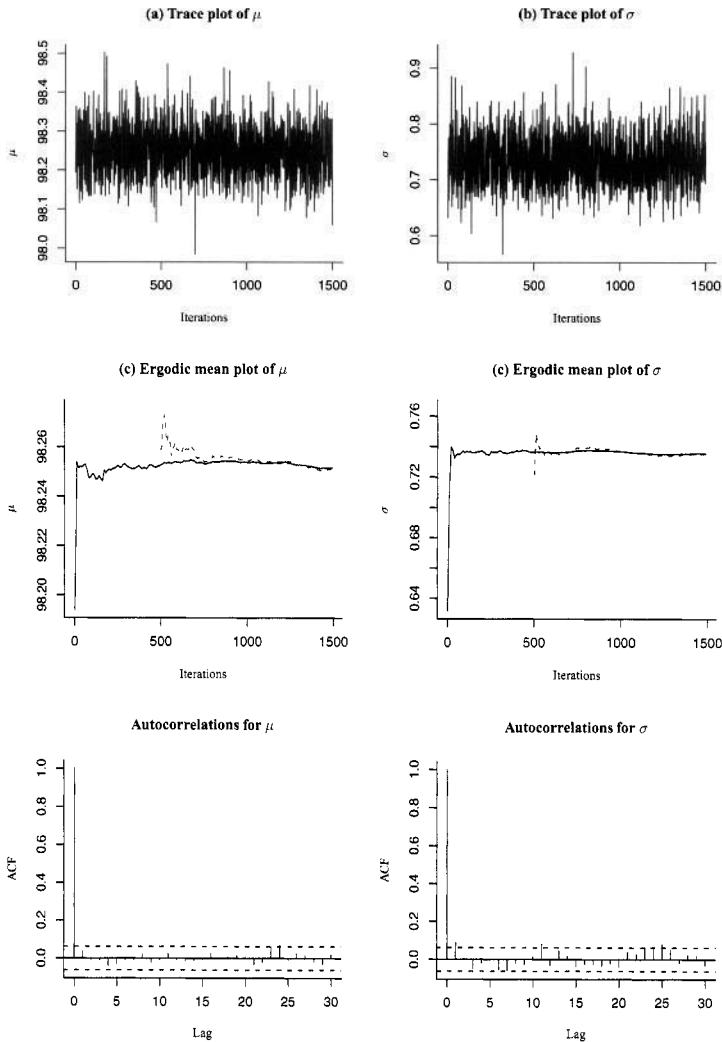 (a) Trace plot of μ
98.0 98.1 98.2 98.3 98.4 98.5
μ
0 500 1000 1500
Iterations
(b) Trace plot of σ
0.6 0.7 0.8 0.9
σ
0 500 1000 1500
Iterations
(c) Ergodic mean plot of μ
98.20 98.22 98.24 98.26
μ
0 500 1000 1500
Iterations
(c) Ergodic mean plot of σ
0.64 0.68 0.72 0.76
σ
0 500 1000 1500
Iterations
Autocorrelations for μ
0.0 0.2 0.4 0.6 0.8 1.0
ACF
0 5 10 15 20 25 30
Lag
Autocorrelations for σ
0.0 0.2 0.4 0.6 0.8 1.0
ACF
0 5 10 15 20 25 30
Lag